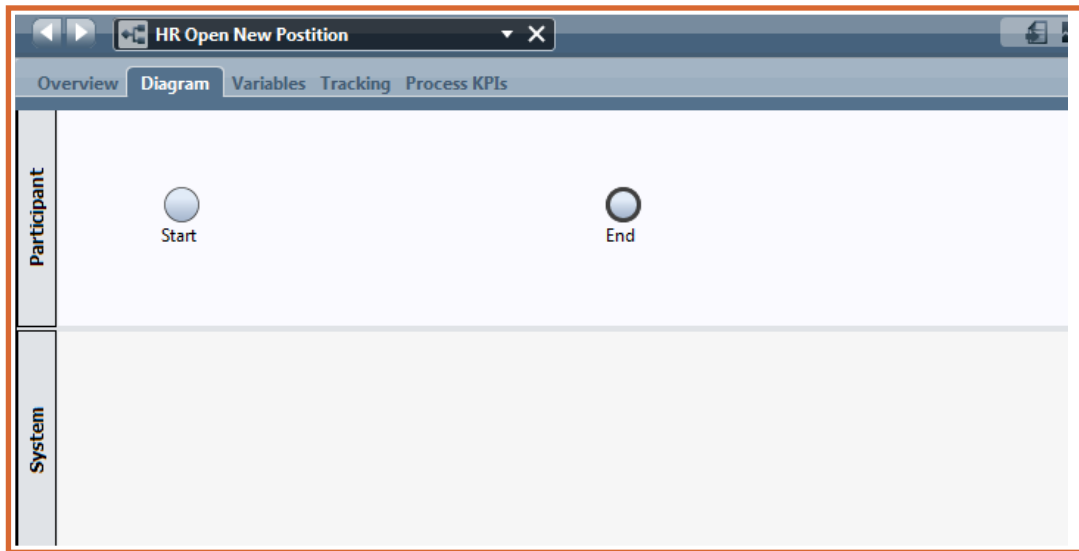 HR Open New Postition
Overview Diagram Variables Tracking Process KPIs
Participant
Start
End
System